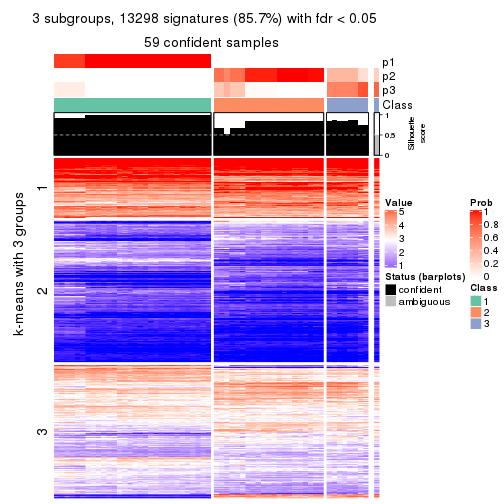 3 subgroups, 13298 signatures (85.7%) with fdr < 0.05
59 confident samples
p1
p2
p3
Class
1
0.5
0
Silhouette
score
k-means with 3 groups
1
2
3
Value
5
4
3
2
1
Status (barplots)
confident
ambiguous
Prob
1
0.8
0.6
0.4
0.2
0
Class
1
2
3